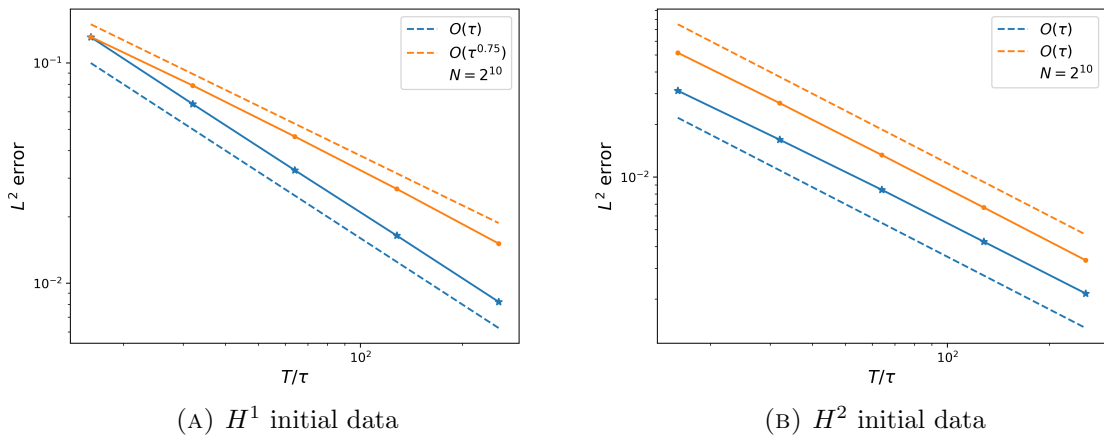 O(τ)
O(τ^0.75)
N = 2^10
10^−1
10^−2
L^2 error
10^2
T/τ
(A) H^1 initial data
O(τ)
O(τ)
N = 2^10
10^−2
L^2 error
10^2
T/τ
(B) H^2 initial data